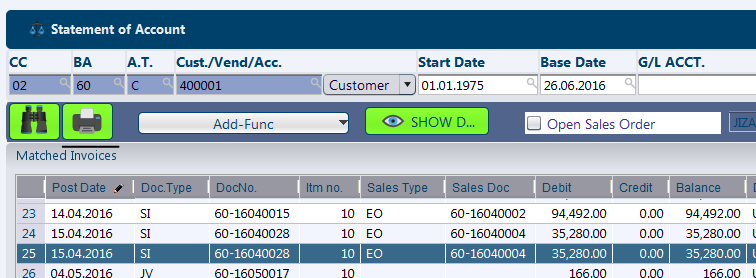 Statement of Account
CC BA A.T. Cust./Vend/Acc. Start Date Base Date G/L ACCT.
02 60 C 400001 Customer 01.01.1975 26.06.2016
Add-Func SHOW D... Open Sales Order JIZA
Matched Invoices
Post Date Doc.Type DocNo. Itm no. Sales Type Sales Doc Debit Credit Balance
23 14.04.2016 SI 60-16040015 10 EO 60-16040002 94,492.00 0.00 94,492.00
24 15.04.2016 SI 60-16040028 10 EO 60-16040004 35,280.00 0.00 35,280.00
25 15.04.2016 SI 60-16040028 10 EO 60-16040004 35,280.00 0.00 35,280.00
26 04.05.2016 JV 60-16050017 10 166.00 0.00 166.00